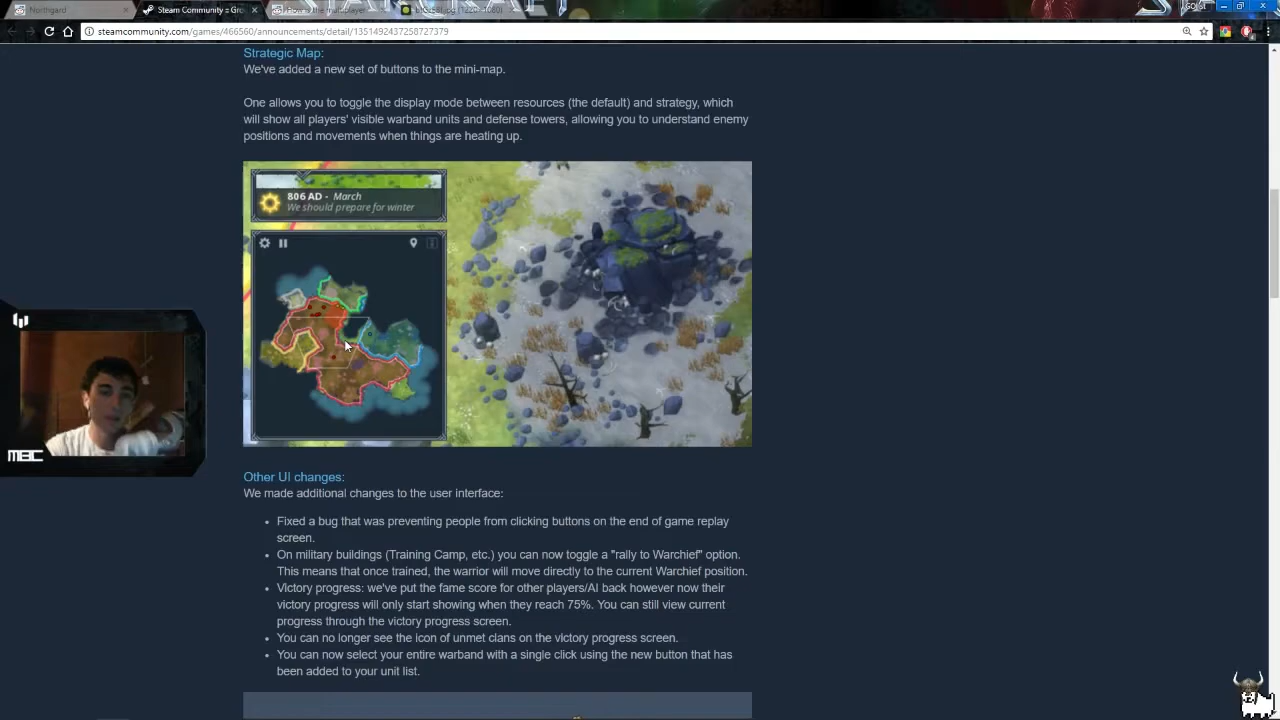 Northgard
Steam Community :: Gro
How is the multiplayer
steamcommunity.com/games/466560/announcements/detail/1351492437258727379
Strategic Map:
We've added a new set of buttons to the mini-map.
One allows you to toggle the display mode between resources (the default) and strategy, which
will show all players' visible warband units and defense towers, allowing you to understand enemy
positions and movements when things are heating up.
806 AD - March
We should prepare for winter
MBC
Other UI changes:
We made additional changes to the user interface:
• Fixed a bug that was preventing people from clicking buttons on the end of game replay
screen.
• On military buildings (Training Camp, etc.) you can now toggle a "rally to Warchief" option.
This means that once trained, the warrior will move directly to the current Warchief position.
• Victory progress: we've put the fame score for other players/AI back however now their
victory progress will only start showing when they reach 75%. You can still view current
progress through the victory progress screen.
• You can no longer see the icon of unmet clans on the victory progress screen.
• You can now select your entire warband with a single click using the new button that has
been added to your unit list.